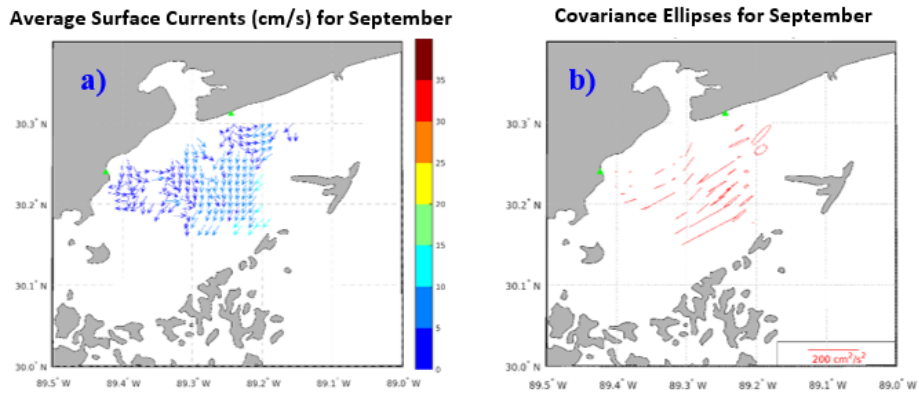 Average Surface Currents (cm/s) for September
Covariance Ellipses for September
a)
30.3° N
30.2° N
30.1° N
30.0° N
89.5° W
89.4° W
89.3° W
89.2° W
89.1° W
89.0° W
35
30
25
20
15
10
5
0
b)
30.3° N
30.2° N
30.1° N
30.0° N
89.5° W
89.4° W
89.3° W
89.2° W
89.1° W
89.0° W
200 cm²/s²